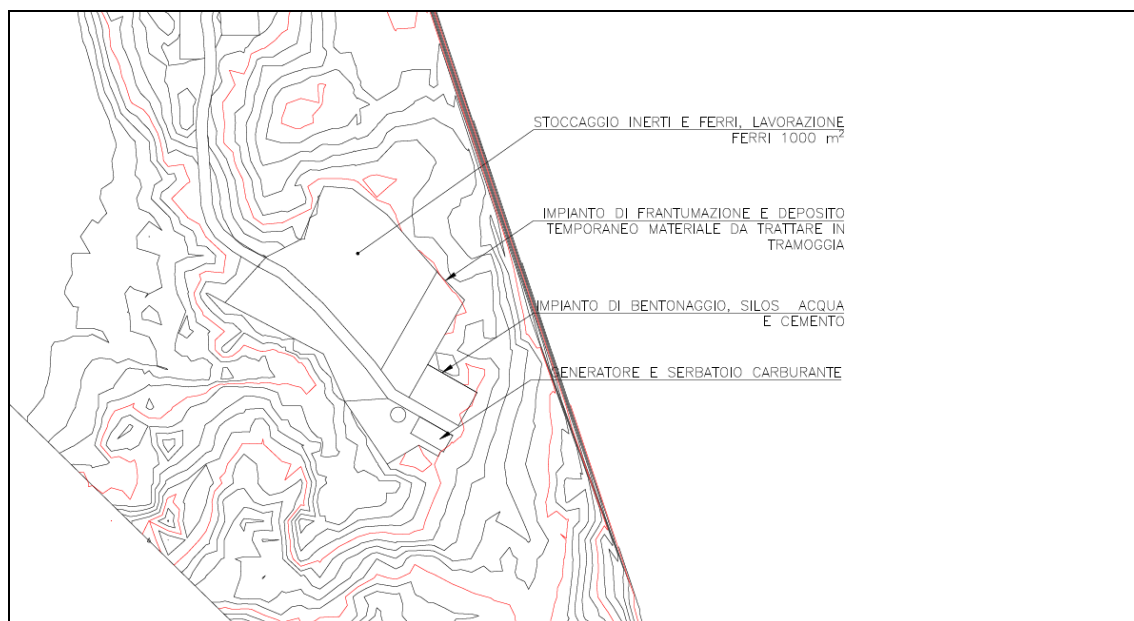 STOCCAGGIO INERTI E FERRI, LAVORAZIONE
FERRI 1000 m²
IMPIANTO DI FRANTUMAZIONE E DEPOSITO
TEMPORANEO MATERIALE DA TRATTARE IN
TRAMOGGIA
IMPIANTO DI BENTONAGGIO, SILOS ACQUA
E CEMENTO
GENERATORE E SERBATOIO CARBURANTE